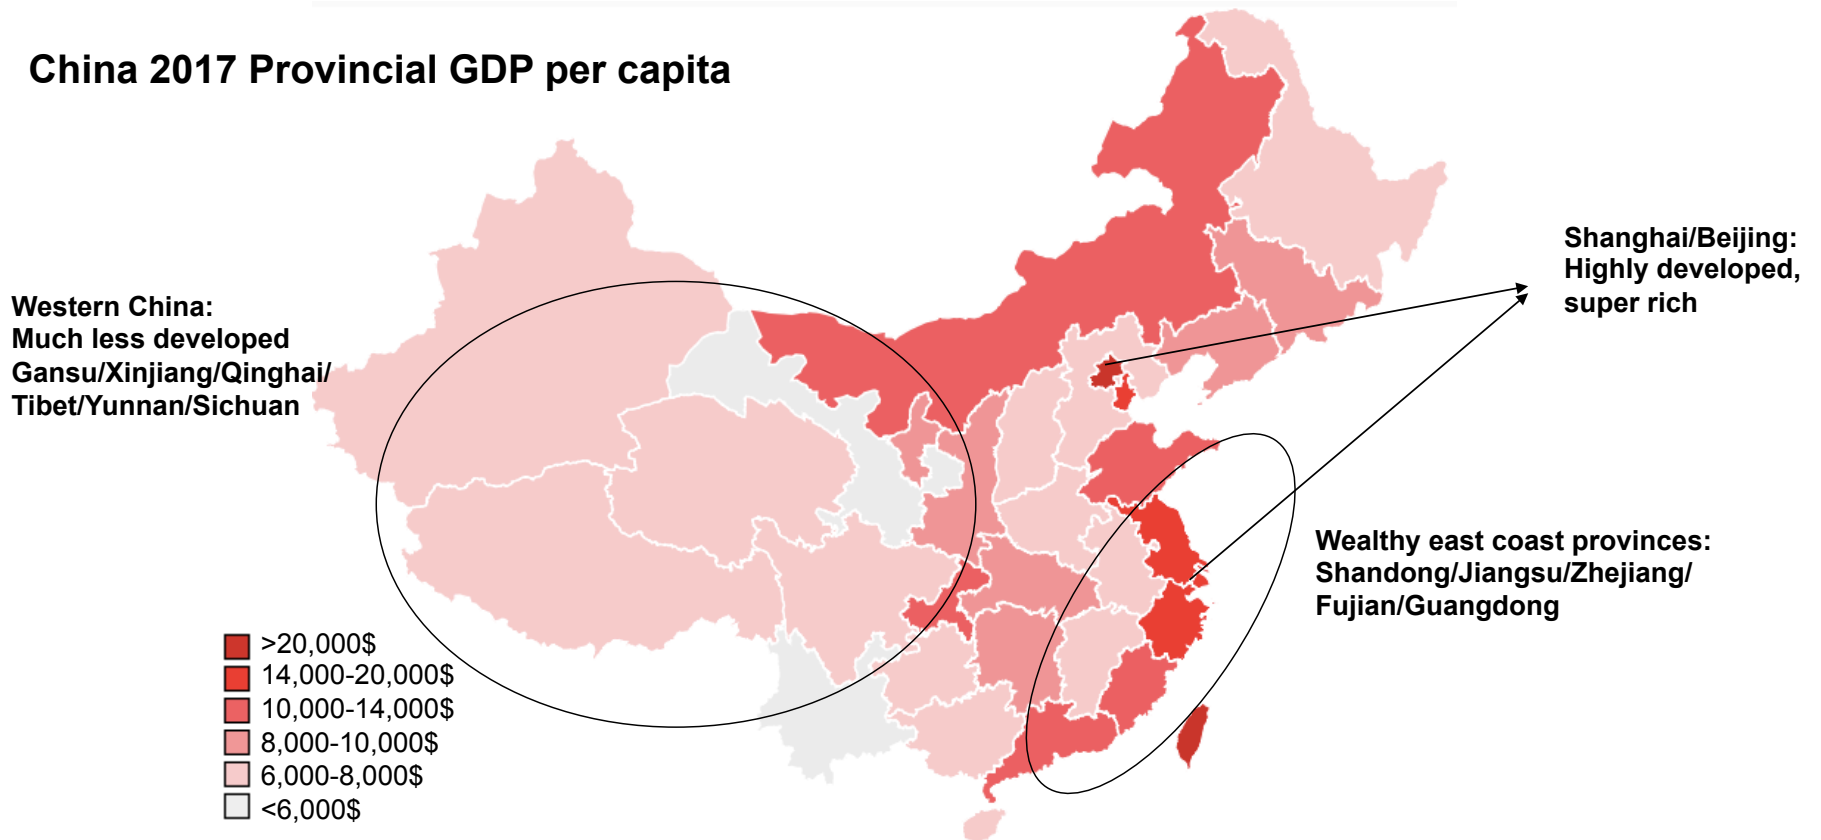 China 2017 Provincial GDP per capita
Shanghai/Beijing:
Highly developed,
super rich
Western China:
Much less developed
Gansu/Xinjiang/Qinghai/
Tibet/Yunnan/Sichuan
Wealthy east coast provinces:
Shandong/Jiangsu/Zhejiang/
Fujian/Guangdong
>20,000$
14,000-20,000$
10,000-14,000$
8,000-10,000$
6,000-8,000$
<6,000$